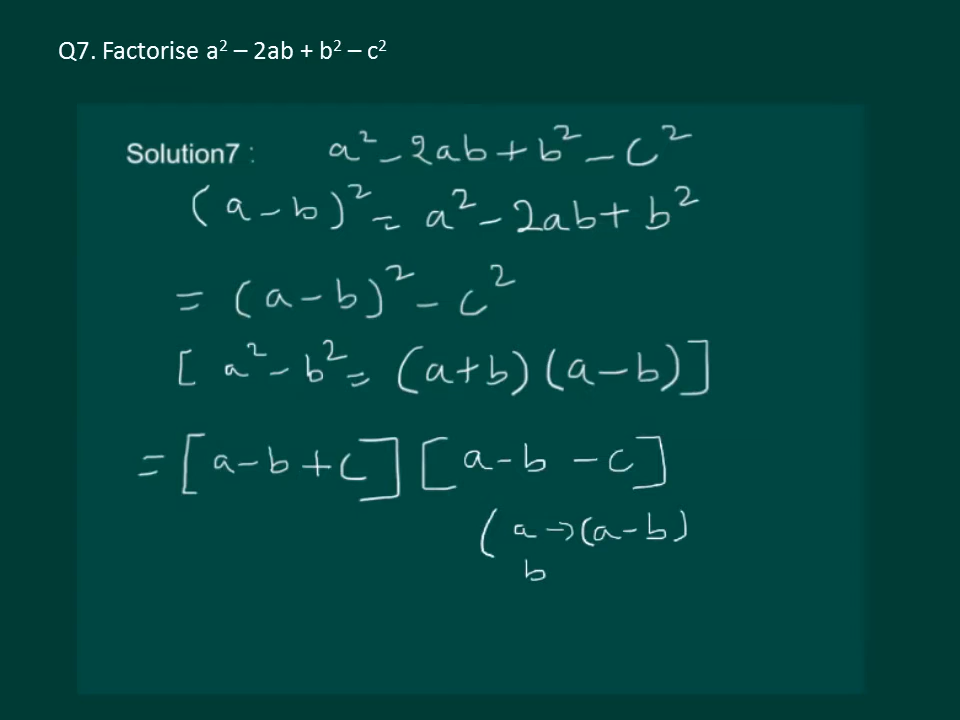 Q7. Factorise a² – 2ab + b² – c²
Solution7 : a² – 2ab + b² – c²
(a – b)² = a² – 2ab + b²
= (a – b)² – c²
[ a² – b² = (a+b) (a–b)]
= [a–b+c] [a–b –c]
(a → (a–b)
b